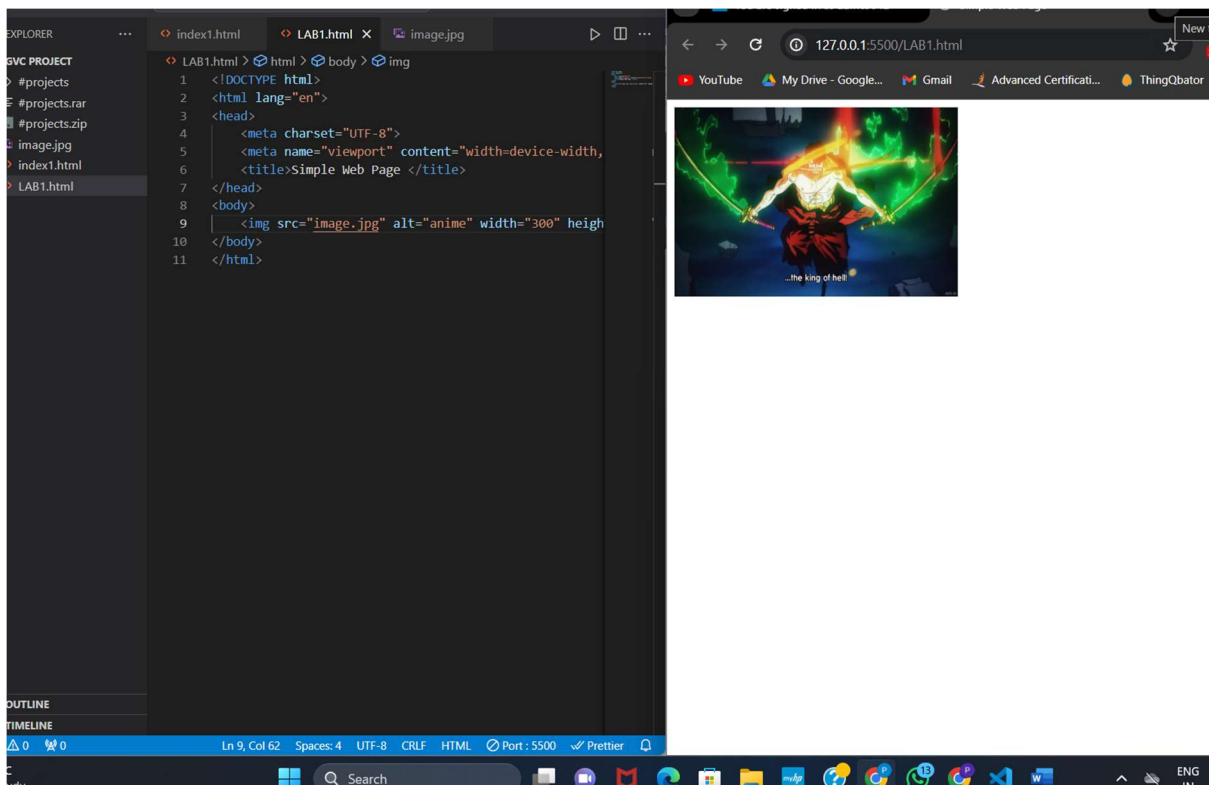 EXPLORER ...
GVC PROJECT
#projects
#projects.rar
#projects.zip
image.jpg
index1.html
LAB1.html
OUTLINE
TIMELINE
index1.html LAB1.html image.jpg
LAB1.html > html > body > img
1 <!DOCTYPE html>
2 <html lang="en">
3 <head>
4 <meta charset="UTF-8">
5 <meta name="viewport" content="width=device-width,
6 <title>Simple Web Page </title>
7 </head>
8 <body>
9 <img src="image.jpg" alt="anime" width="300" heigh
10 </body>
11 </html>
0 0 Ln 9, Col 62 Spaces: 4 UTF-8 CRLF HTML Port : 5500 Prettier
New
127.0.0.1:5500/LAB1.html
YouTube My Drive - Google... Gmail Advanced Certificati... ThingQbator
...the king of hell!
Search
myhp
13
W
ENG
IN